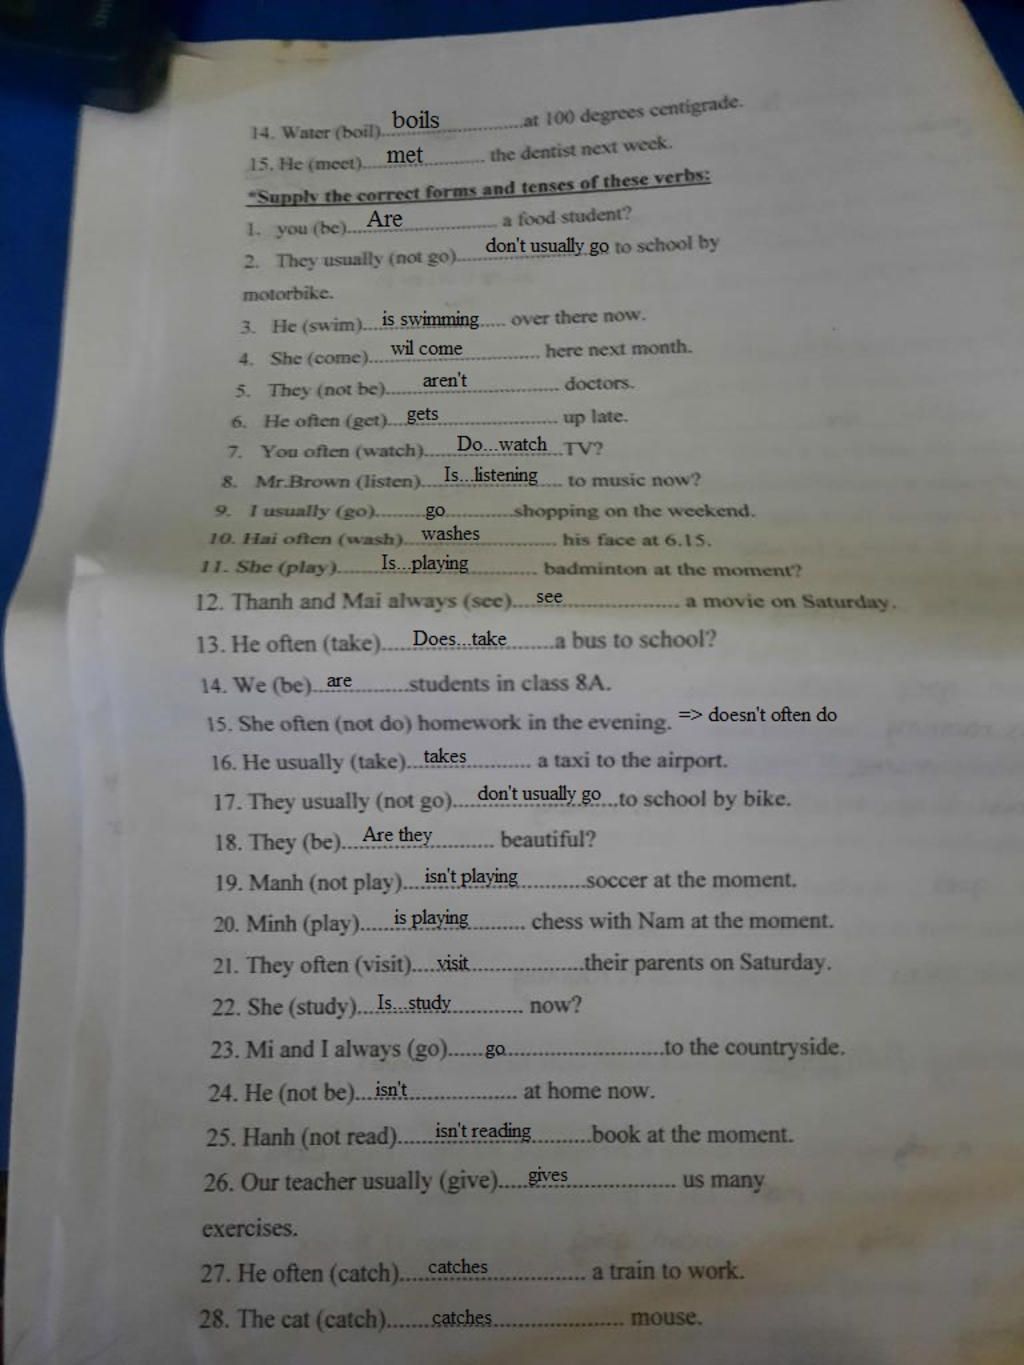 14. Water (boil)....boils..............at 100 degrees centigrade.
15. He (meet)....met.............. the dentist next week.
*Supply the correct forms and tenses of these verbs:
1. you (be)....Are................... a food student?
2. They usually (not go)......don't usually go to school by
motorbike.
3. He (swim)....is swimming..... over there now.
4. She (come)....wil come.............. here next month.
5. They (not be)......aren't................ doctors.
6. He often (get)...gets.................... up late.
7. You often (watch)......Do...watch...TV?
8. Mr.Brown (listen)....Is...listening.... to music now?
9. I usually (go).........go.............shopping on the weekend.
10. Hai often (wash)...washes............. his face at 6.15.
11. She (play)........Is...playing............ badminton at the moment?
12. Thanh and Mai always (see)....see.................... a movie on Saturday.
13. He often (take).....Does...take........a bus to school?
14. We (be)...are..........students in class 8A.
15. She often (not do) homework in the evening. => doesn't often do
16. He usually (take)...takes........... a taxi to the airport.
17. They usually (not go).....don't usually go...to school by bike.
18. They (be)....Are they.......... beautiful?
19. Manh (not play)....isn't playing............soccer at the moment.
20. Minh (play)......is playing.......... chess with Nam at the moment.
21. They often (visit).....visit....................their parents on Saturday.
22. She (study)....Is...study............. now?
23. Mi and I always (go)......go...........................to the countryside.
24. He (not be)...isn't................... at home now.
25. Hanh (not read)......isn't reading..........book at the moment.
26. Our teacher usually (give).....gives................... us many
exercises.
27. He often (catch).....catches................. a train to work.
28. The cat (catch).......catches....................... mouse.